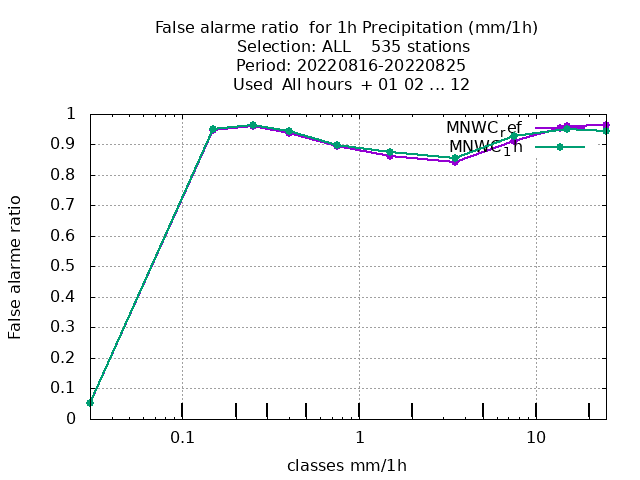 False alarme ratio  for 1h Precipitation (mm/1h)
Selection: ALL    535 stations
Period: 20220816-20220825
Used  All hours  + 01 02 ... 12
MNWC_ref
MNWC_1h
1
0.9
0.8
0.7
0.6
0.5
0.4
0.3
0.2
0.1
0
False alarme ratio
0.1 1 10
classes mm/1h